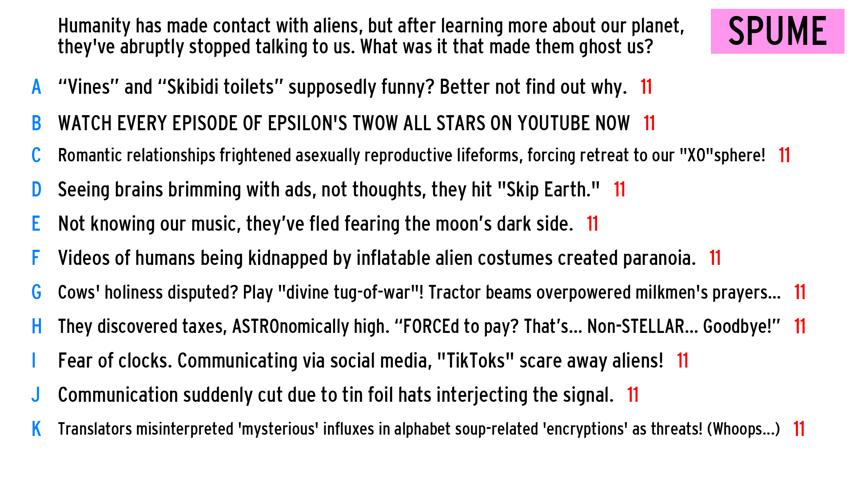 Humanity has made contact with aliens, but after learning more about our planet,
they've abruptly stopped talking to us. What was it that made them ghost us?
SPUME
A “Vines” and “Skibidi toilets” supposedly funny? Better not find out why. 11
B WATCH EVERY EPISODE OF EPSILON'S TWOW ALL STARS ON YOUTUBE NOW 11
C Romantic relationships frightened asexually reproductive lifeforms, forcing retreat to our "XO"sphere! 11
D Seeing brains brimming with ads, not thoughts, they hit "Skip Earth." 11
E Not knowing our music, they’ve fled fearing the moon’s dark side. 11
F Videos of humans being kidnapped by inflatable alien costumes created paranoia. 11
G Cows' holiness disputed? Play "divine tug-of-war"! Tractor beams overpowered milkmen's prayers... 11
H They discovered taxes, ASTROnomically high. “FORCEd to pay? That’s... Non-STELLAR... Goodbye!” 11
I Fear of clocks. Communicating via social media, "TikToks" scare away aliens! 11
J Communication suddenly cut due to tin foil hats interjecting the signal. 11
K Translators misinterpreted 'mysterious' influxes in alphabet soup-related 'encryptions' as threats! (Whoops...) 11